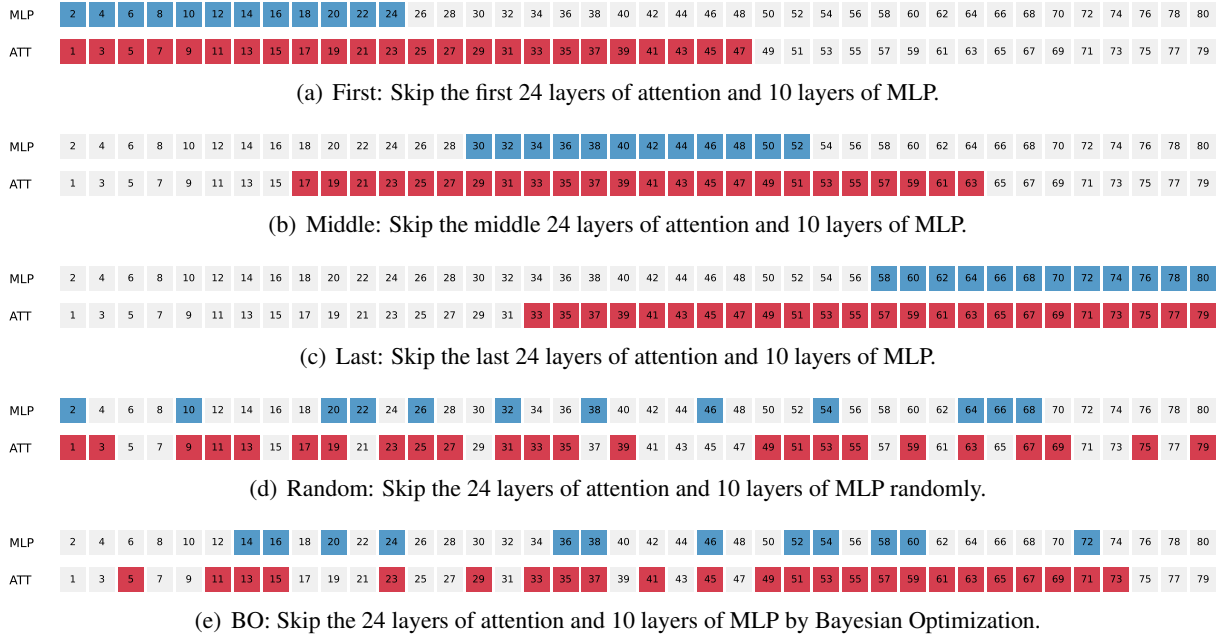 MLP 2 4 6 8 10 12 14 16 18 20 22 24 26 28 30 32 34 36 38 40 42 44 46 48 50 52 54 56 58 60 62 64 66 68 70 72 74 76 78 80
ATT 1 3 5 7 9 11 13 15 17 19 21 23 25 27 29 31 33 35 37 39 41 43 45 47 49 51 53 55 57 59 61 63 65 67 69 71 73 75 77 79
(a) First: Skip the first 24 layers of attention and 10 layers of MLP.
MLP 2 4 6 8 10 12 14 16 18 20 22 24 26 28 30 32 34 36 38 40 42 44 46 48 50 52 54 56 58 60 62 64 66 68 70 72 74 76 78 80
ATT 1 3 5 7 9 11 13 15 17 19 21 23 25 27 29 31 33 35 37 39 41 43 45 47 49 51 53 55 57 59 61 63 65 67 69 71 73 75 77 79
(b) Middle: Skip the middle 24 layers of attention and 10 layers of MLP.
MLP 2 4 6 8 10 12 14 16 18 20 22 24 26 28 30 32 34 36 38 40 42 44 46 48 50 52 54 56 58 60 62 64 66 68 70 72 74 76 78 80
ATT 1 3 5 7 9 11 13 15 17 19 21 23 25 27 29 31 33 35 37 39 41 43 45 47 49 51 53 55 57 59 61 63 65 67 69 71 73 75 77 79
(c) Last: Skip the last 24 layers of attention and 10 layers of MLP.
MLP 2 4 6 8 10 12 14 16 18 20 22 24 26 28 30 32 34 36 38 40 42 44 46 48 50 52 54 56 58 60 62 64 66 68 70 72 74 76 78 80
ATT 1 3 5 7 9 11 13 15 17 19 21 23 25 27 29 31 33 35 37 39 41 43 45 47 49 51 53 55 57 59 61 63 65 67 69 71 73 75 77 79
(d) Random: Skip the 24 layers of attention and 10 layers of MLP randomly.
MLP 2 4 6 8 10 12 14 16 18 20 22 24 26 28 30 32 34 36 38 40 42 44 46 48 50 52 54 56 58 60 62 64 66 68 70 72 74 76 78 80
ATT 1 3 5 7 9 11 13 15 17 19 21 23 25 27 29 31 33 35 37 39 41 43 45 47 49 51 53 55 57 59 61 63 65 67 69 71 73 75 77 79
(e) BO: Skip the 24 layers of attention and 10 layers of MLP by Bayesian Optimization.